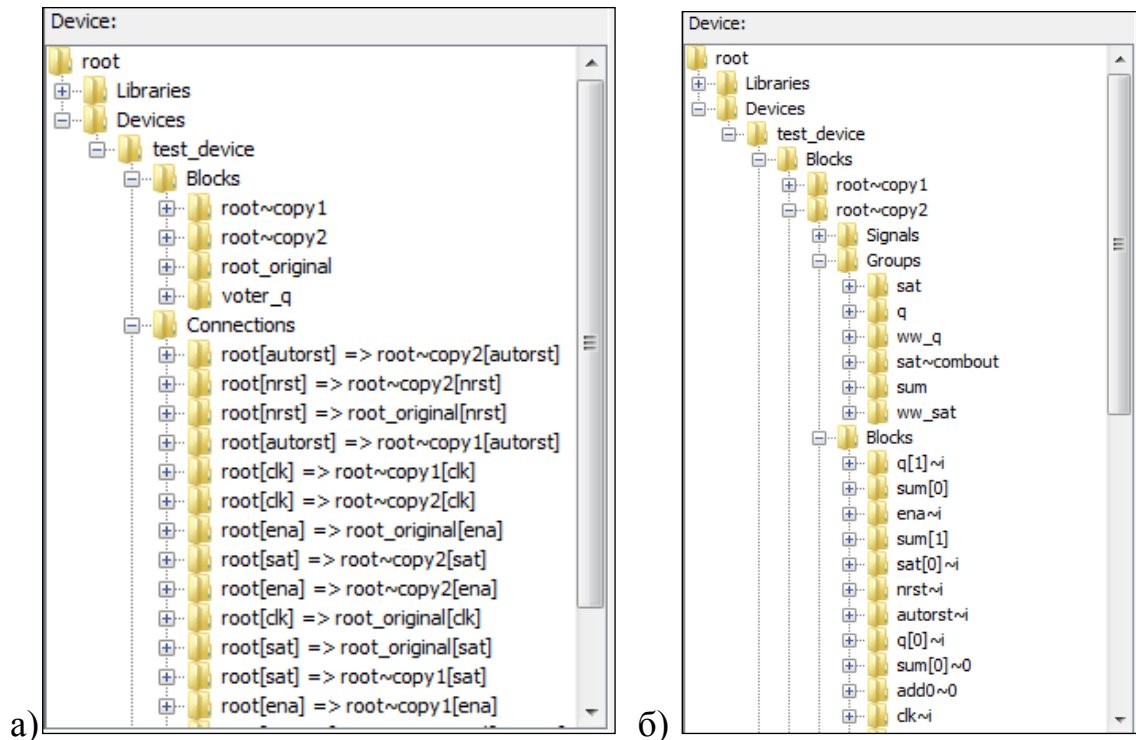 Device:
root
Libraries
Devices
test_device
Blocks
root~copy1
root~copy2
root_original
voter_q
Connections
root[autorst] => root~copy2[autorst]
root[nrst] => root~copy2[nrst]
root[nrst] => root_original[nrst]
root[autorst] => root~copy1[autorst]
root[clk] => root~copy1[clk]
root[clk] => root~copy2[clk]
root[ena] => root_original[ena]
root[sat] => root~copy2[sat]
root[ena] => root~copy2[ena]
root[clk] => root_original[clk]
root[sat] => root_original[sat]
root[sat] => root~copy1[sat]
root[ena] => root~copy1[ena]
а)
Device:
root
Libraries
Devices
test_device
Blocks
root~copy1
root~copy2
Signals
Groups
sat
q
ww_q
sat~combout
sum
ww_sat
Blocks
q[1]~i
sum[0]
ena~i
sum[1]
sat[0]~i
nrst~i
autorst~i
q[0]~i
sum[0]~0
add0~0
clk~i
б)